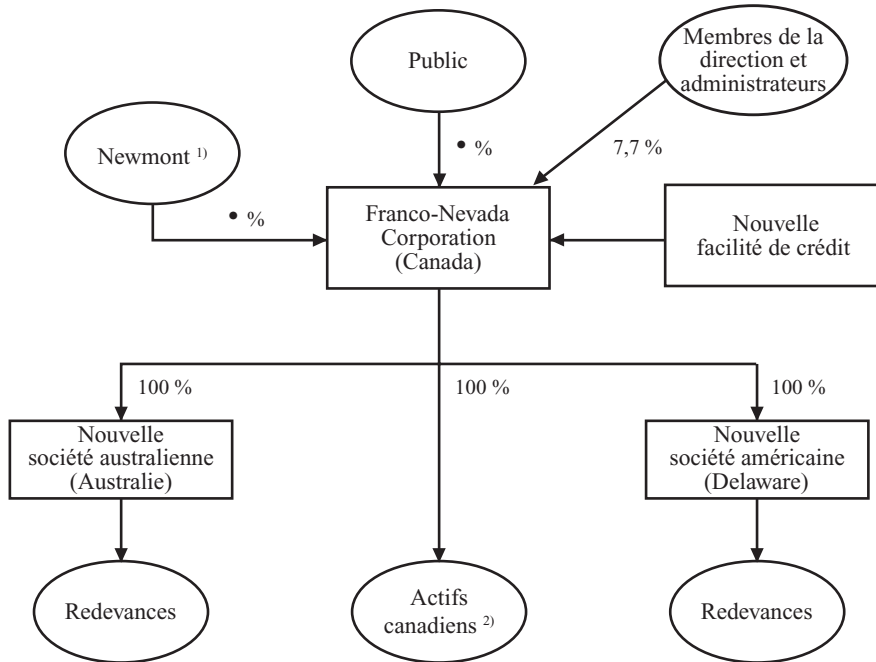 Public
Membres de la
direction et
administrateurs
Newmont 1)
• %
• %
7,7 %
Franco-Nevada
Corporation
(Canada)
Nouvelle
facilité de crédit
100 %
100 %
100 %
Nouvelle
société australienne
(Australie)
Nouvelle
société américaine
(Delaware)
Redevances
Actifs
canadiens 2)
Redevances